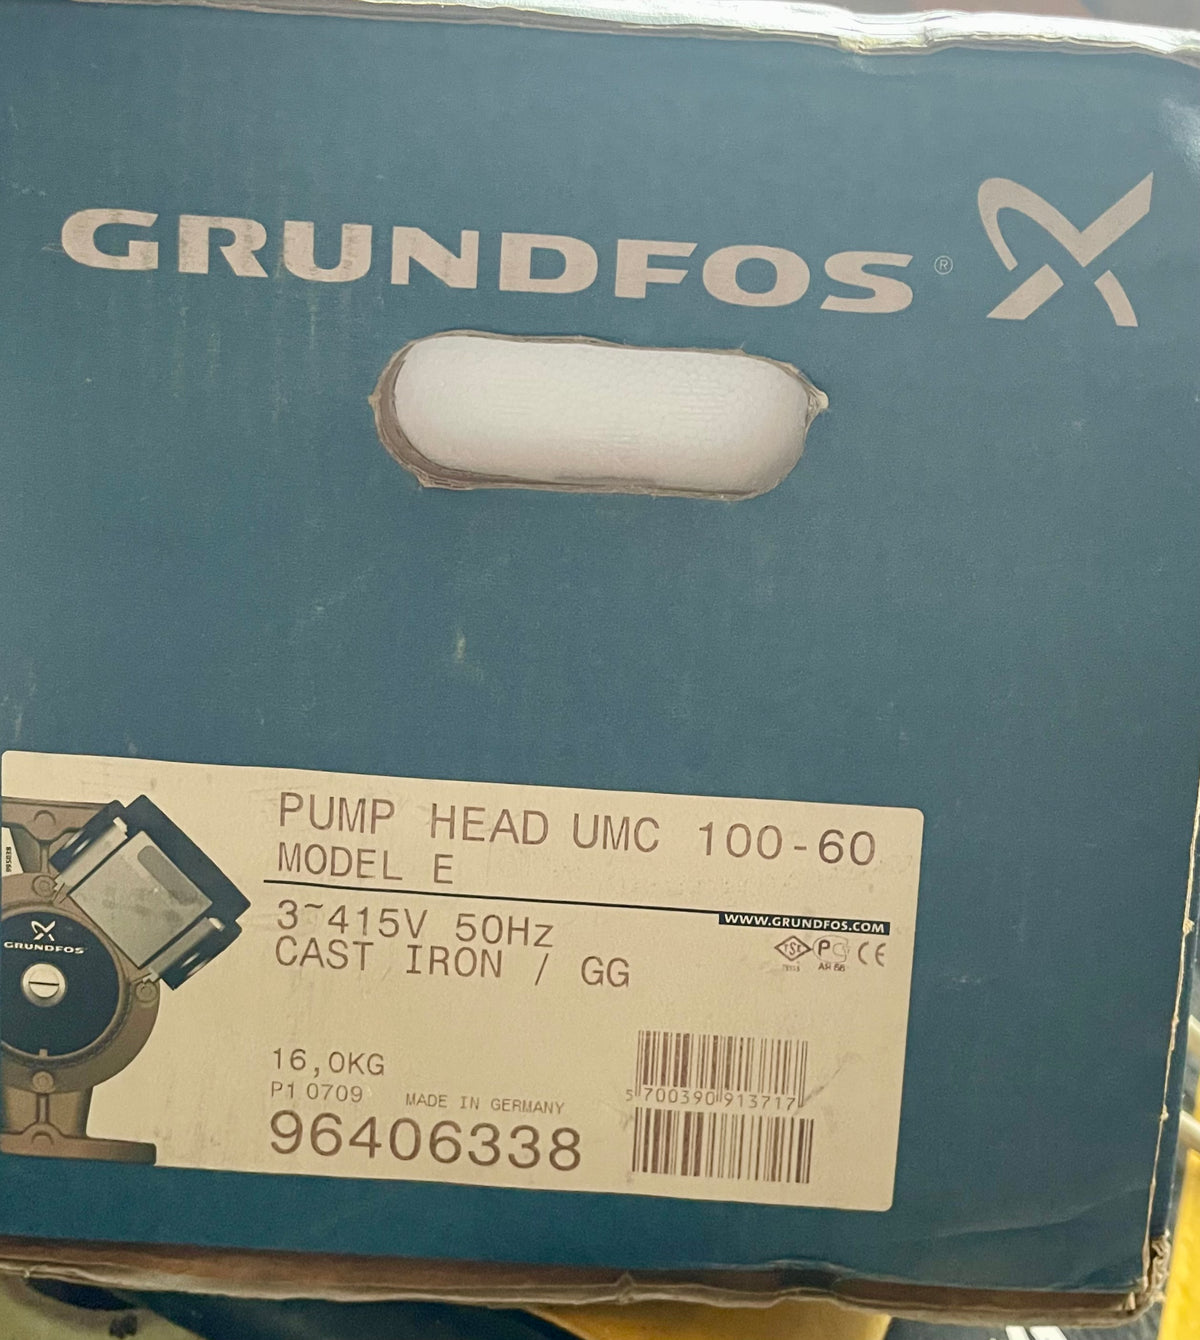 GRUNDFOS®
PUMP HEAD UMC 100-60
MODEL E
WWW.GRUNDFOS.COM
3~415V 50Hz
CAST IRON / GG
CE
GRUNDFOS
16,0KG
P1 0709 MADE IN GERMANY
5 700390 913717
96406338